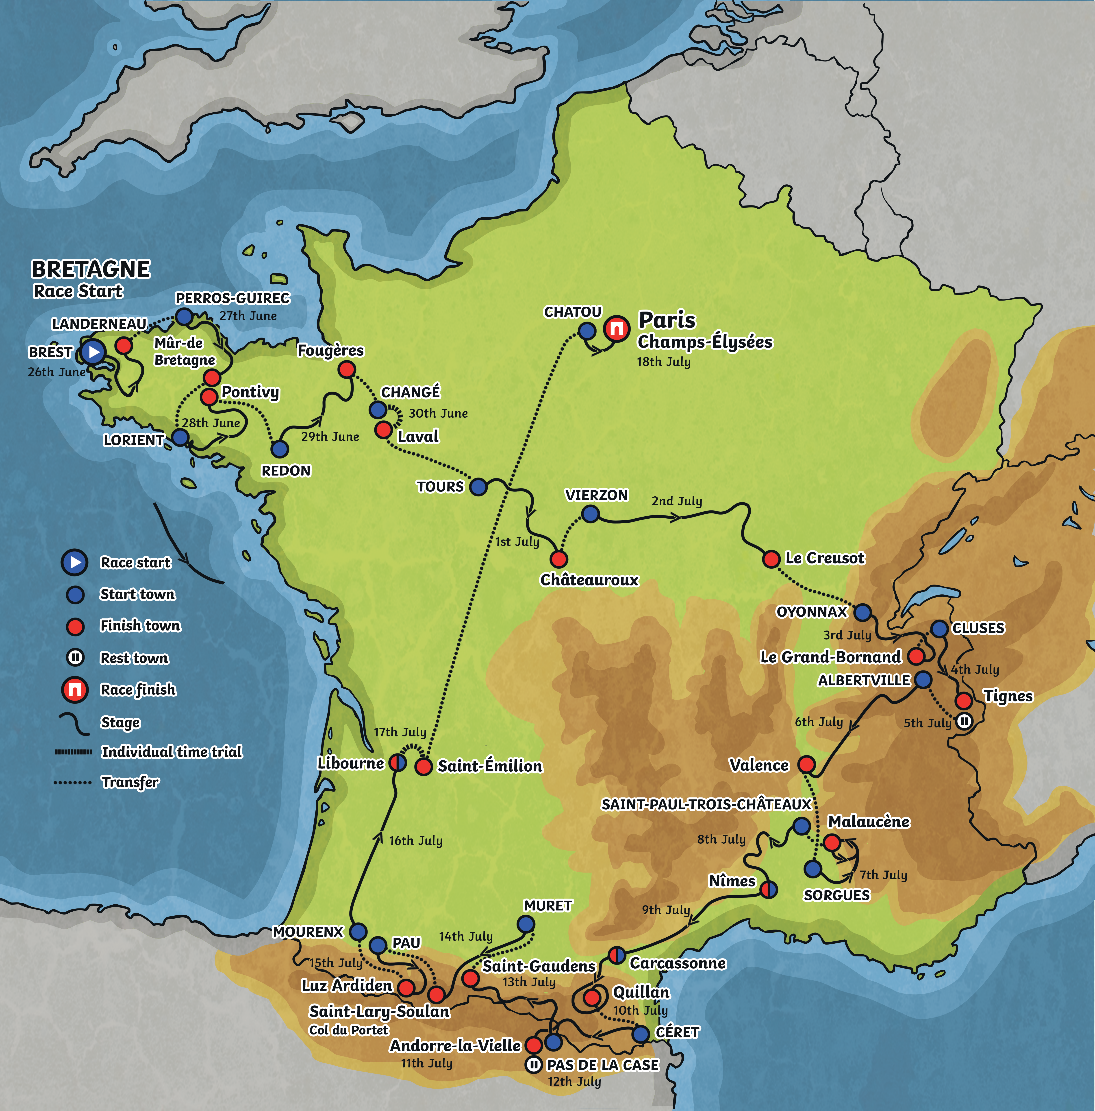 BRETAGNE
Race Start
PERROS-GUIREC
27th June
LANDERNEAU
BREST
26th June
Mûr-de
Bretagne
Pontivy
28th June
LORIENT
REDON
29th June
Fougères
CHANGÉ
30th June
Laval
CHATOU
Paris
Champs-Élysées
18th July
TOURS
1st July
Châteauroux
VIERZON
2nd July
Le Creusot
OYONNAX
3rd July
CLUSES
Le Grand-Bornand
4th July
ALBERTVILLE
Tignes
5th July
6th July
Valence
Race start
Start town
Finish town
Rest town
Race finish
Stage
Individual time trial
Transfer
17th July
Libourne
Saint-Émilion
16th July
SAINT-PAUL-TROIS-CHÂTEAUX
Malaucène
8th July
7th July
Nîmes
SORGUES
9th July
Carcassonne
MURET
14th July
MOURENX
PAU
15th July
Luz Ardiden
Saint-Gaudens
13th July
Saint-Lary-Soulan
Col du Portet
Quillan
10th July
CÉRET
Andorre-la-Vielle
11th July
PAS DE LA CASE
12th July